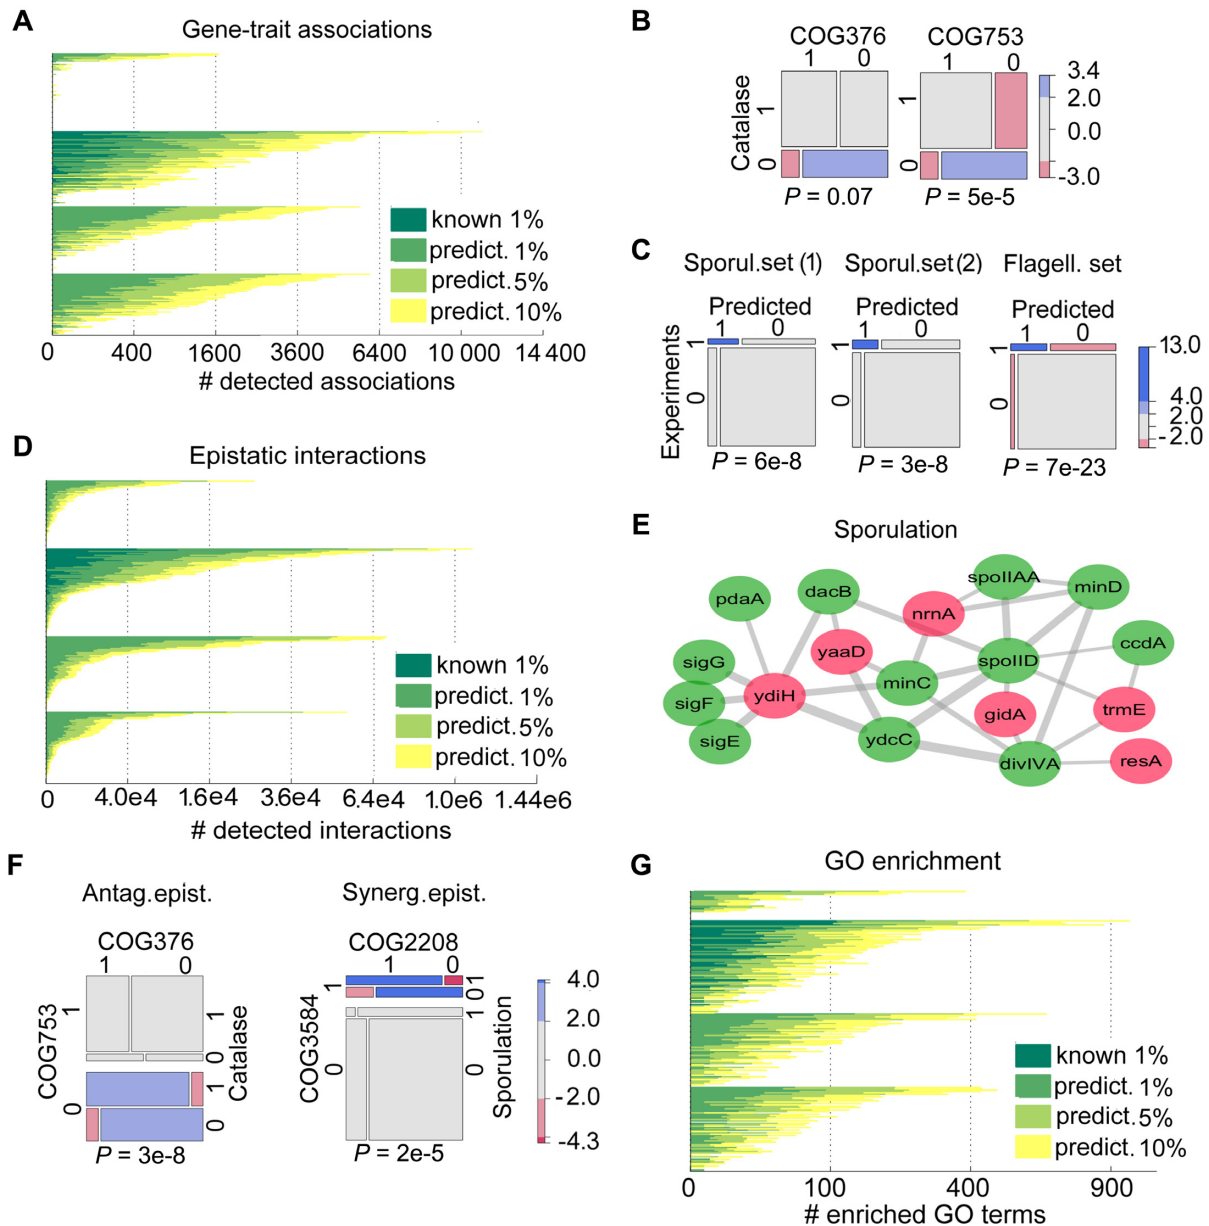 A
Gene-trait associations
known 1%
predict. 1%
predict. 5%
predict. 10%
0 400 1600 3600 6400 10 000 14 400
# detected associations
B
COG376 COG753
1 0 1 0
Catalase
1 0
1 0
P = 0.07
P = 5e-5
3.4
2.0
0.0
-3.0
C
Sporul.set (1) Sporul.set (2) Flagell. set
Predicted Predicted Predicted
1 0 1 0 1 0
Experiments
1 0
1 0
1 0
P = 6e-8
P = 3e-8
P = 7e-23
13.0
4.0
2.0
-2.0
D
Epistatic interactions
known 1%
predict. 1%
predict. 5%
predict. 10%
0 4.0e4 1.6e4 3.6e4 6.4e4 1.0e6 1.44e6
# detected interactions
E
Sporulation
spoIIAA
minD
pdaA
dacB
nrnA
ccdA
yaaD
sigG
spoIID
minC
ydiH
sigF
gidA
trmE
sigE
ydcC
divIVA
resA
F
Antag.epist.
COG376
1 0
COG753
1 0
Catalase
1 0
1 0
P = 3e-8
Synerg.epist.
COG2208
1 0
COG3584
1 0
Sporulation
1 0
1 0
P = 2e-5
4.0
2.0
0.0
-2.0
-4.3
G
GO enrichment
known 1%
predict. 1%
predict. 5%
predict. 10%
0 100 400 900
# enriched GO terms